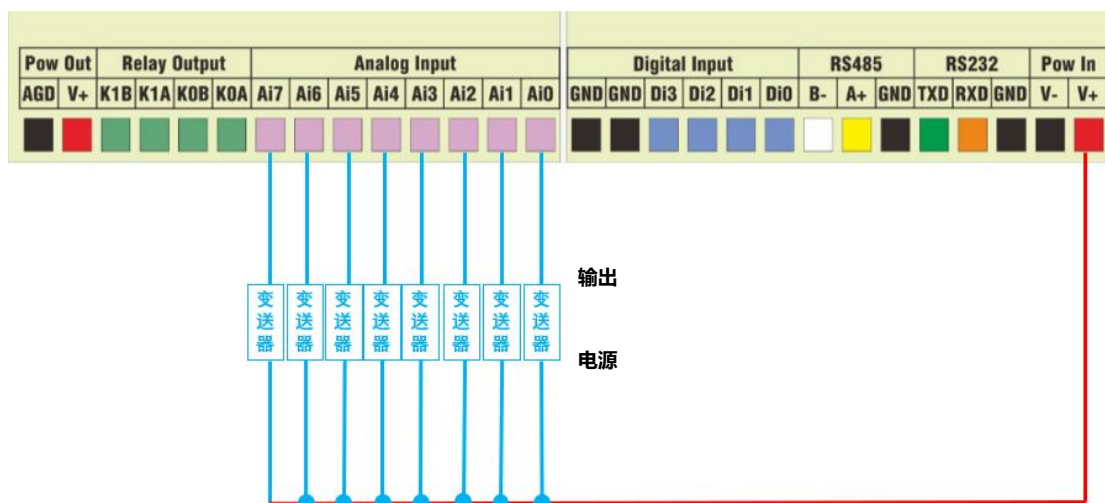 Pow Out Relay Output Analog Input Digital Input RS485 RS232 Pow In
AGD V+ K1B K1A K0B K0A Ai7 Ai6 Ai5 Ai4 Ai3 Ai2 Ai1 Ai0 GND GND Di3 Di2 Di1 Di0 B- A+ GND TXD RXD GND V- V+
输出
变送器 变送器 变送器 变送器 变送器 变送器 变送器 变送器
电源